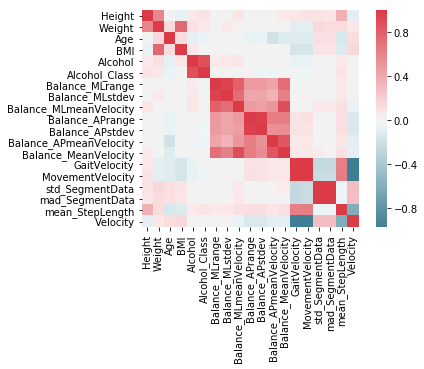 Height
Weight
Age
BMI
Alcohol
Alcohol_Class
Balance_MLrange
Balance_MLstdev
Balance_MLmeanVelocity
Balance_APrange
Balance_APstdev
Balance_APmeanVelocity
Balance_MeanVelocity
GaitVelocity
MovementVelocity
std_SegmentData
mad_SegmentData
mean_StepLength
Velocity
Height
Weight
Age
BMI
Alcohol
Alcohol_Class
Balance_MLrange
Balance_MLstdev
Balance_MLmeanVelocity
Balance_APrange
Balance_APstdev
Balance_APmeanVelocity
Balance_MeanVelocity
GaitVelocity
MovementVelocity
std_SegmentData
mad_SegmentData
mean_StepLength
Velocity
0.8
0.4
0.0
−0.4
−0.8